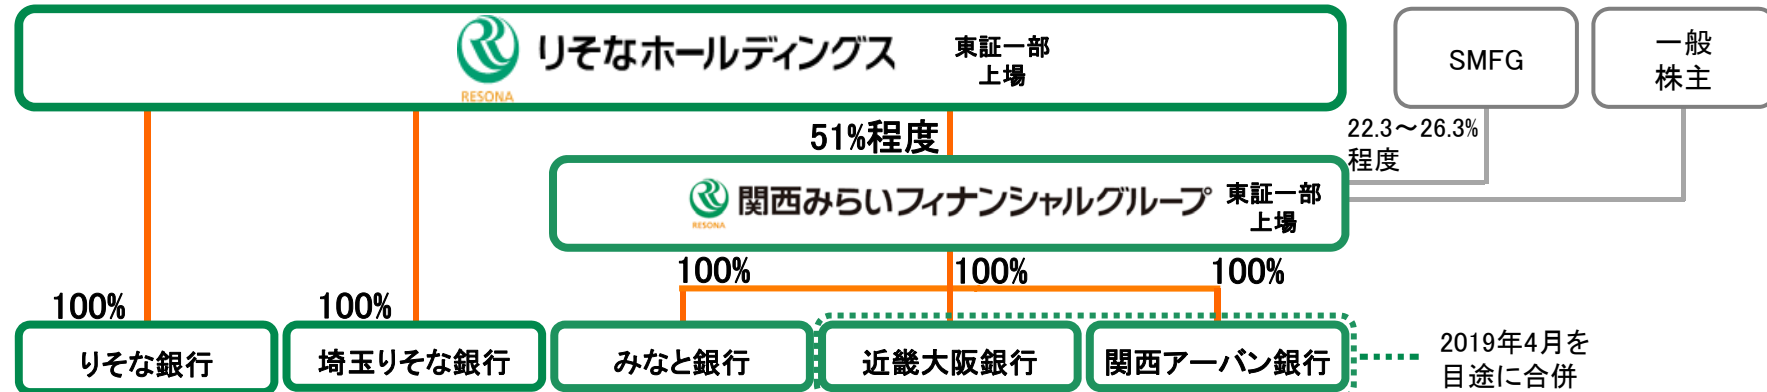 りそなホールディングス
RESONA
東証一部
上場
SMFG
一般
株主
51%程度
22.3～26.3%
程度
関西みらいフィナンシャルグループ
RESONA
東証一部
上場
100%
100%
100%
100%
100%
りそな銀行
埼玉りそな銀行
みなと銀行
近畿大阪銀行
関西アーバン銀行
2019年4月を
目途に合併